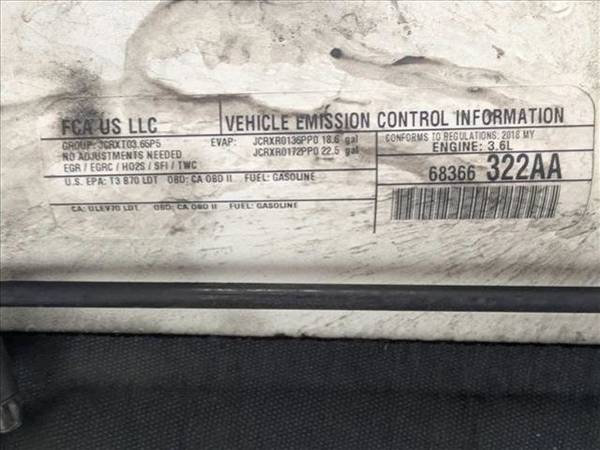 FCA US LLC
VEHICLE EMISSION CONTROL INFORMATION
GROUP: JCRXT03.65P5
EVAP: JCRXR0136PP0 18.6 gal
NO ADJUSTMENTS NEEDED
JCRXR0172PP0 22.5 gal
EGR / EGRC / HO2S / SFI / TWC
CONFORMS TO REGULATIONS: 2018 MY
ENGINE: 3.6L
U.S. EPA: T3 B70 LDT OBD: CA OBD II FUEL: GASOLINE
68366 322AA
CA: ULEV70 LDT OBD: CA OBD II FUEL: GASOLINE